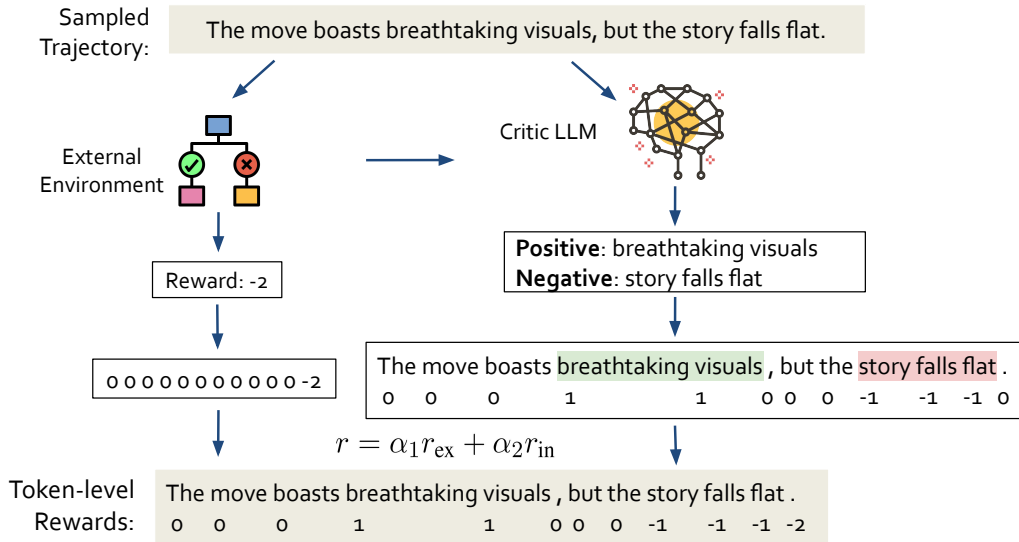 Sampled
Trajectory:
The move boasts breathtaking visuals, but the story falls flat.
External
Environment
Critic LLM
Reward: -2
Positive: breathtaking visuals
Negative: story falls flat
0 0 0 0 0 0 0 0 0 0 0 -2
The move boasts breathtaking visuals , but the story falls flat .
0 0 0 1 1 0 0 0 -1 -1 -1 0
r = α₁r_ex + α₂r_in
Token-level
Rewards:
The move boasts breathtaking visuals , but the story falls flat .
0 0 0 1 1 0 0 0 -1 -1 -1 -2